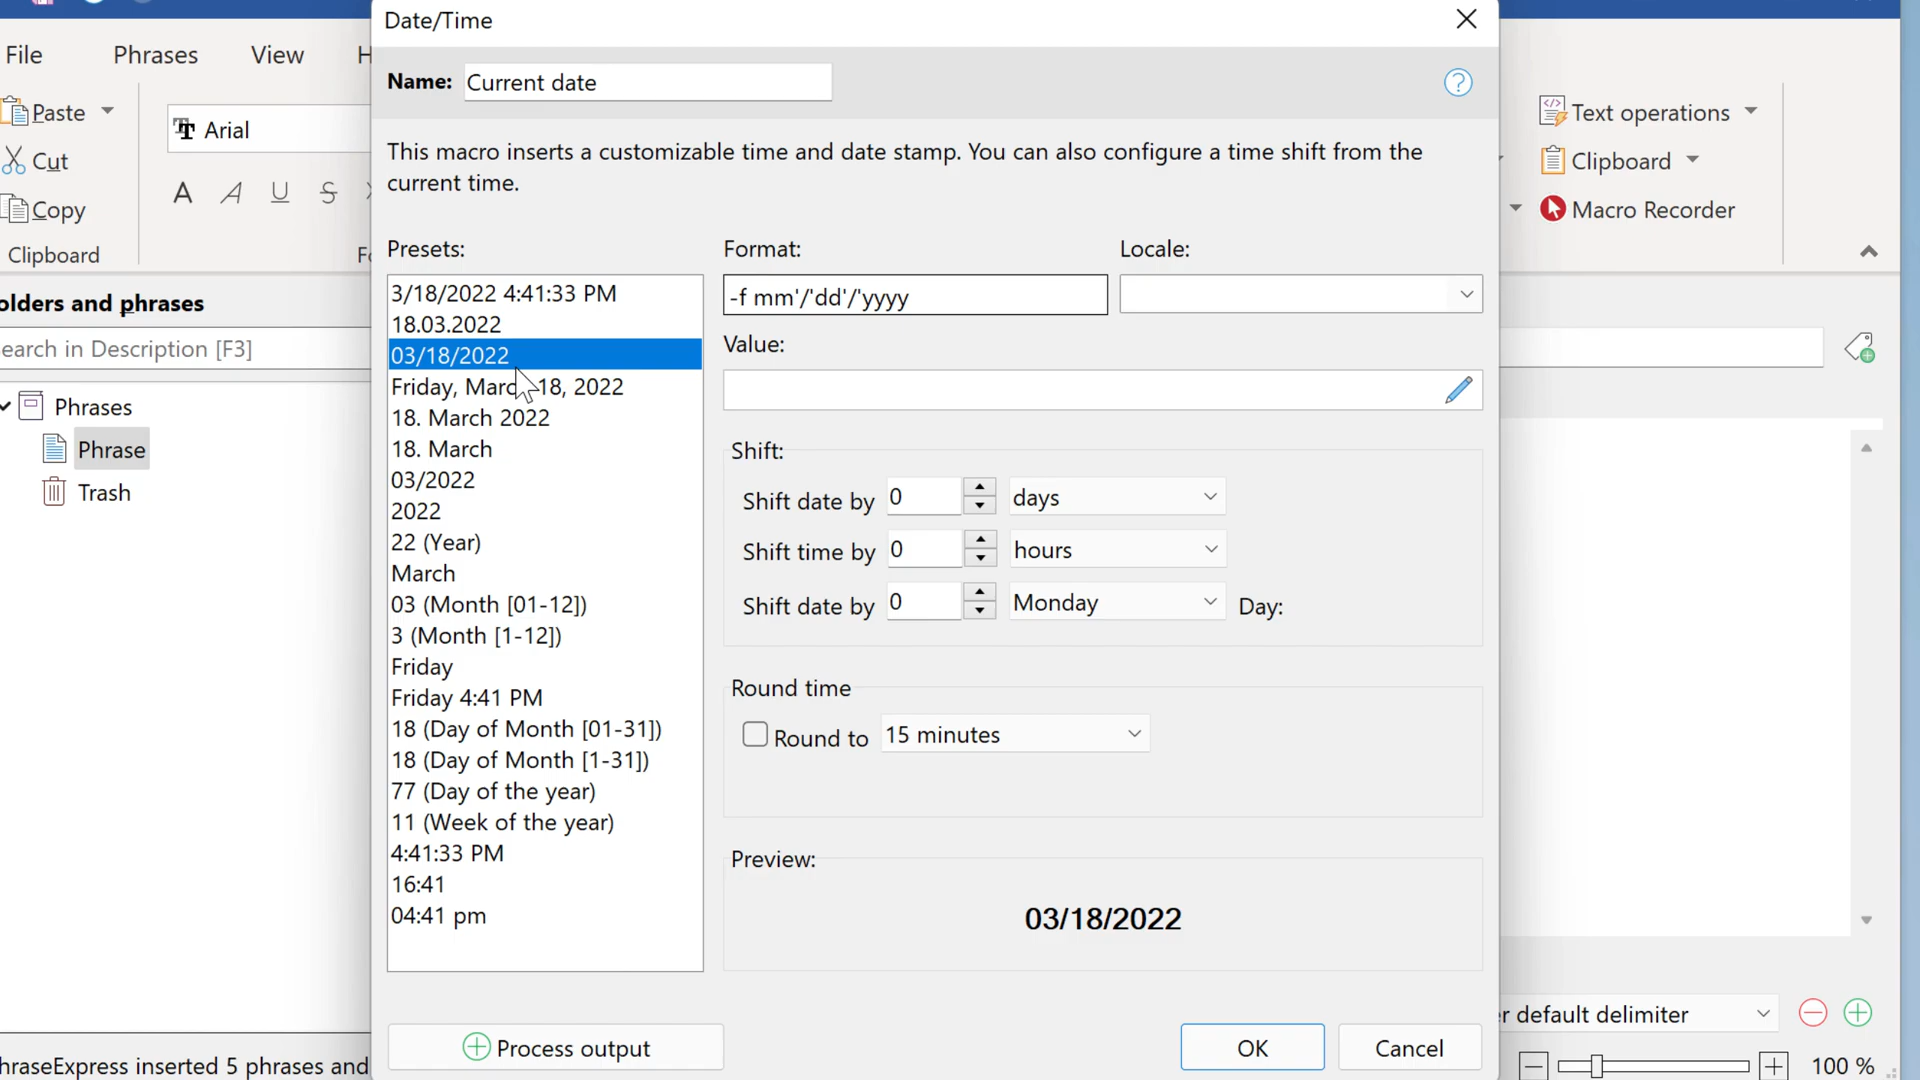 Date/Time
File
Phrases
View
Name: Current date
Paste
Cut
Copy
Clipboard
Arial
A A U S
Text operations
Clipboard
Macro Recorder
This macro inserts a customizable time and date stamp. You can also configure a time shift from the
current time.
olders and phrases
earch in Description [F3]
Phrases
Phrase
Trash
Presets:
3/18/2022 4:41:33 PM
18.03.2022
03/18/2022
Friday, March 18, 2022
18. March 2022
18. March
03/2022
2022
22 (Year)
March
03 (Month [01-12])
3 (Month [1-12])
Friday
Friday 4:41 PM
18 (Day of Month [01-31])
18 (Day of Month [1-31])
77 (Day of the year)
11 (Week of the year)
4:41:33 PM
16:41
04:41 pm
Format:
-f mm'/'dd'/'yyyy
Locale:
Value:
Shift:
Shift date by 0 days
Shift time by 0 hours
Shift date by 0 Monday Day:
Round time
Round to 15 minutes
Preview:
03/18/2022
Process output
OK
Cancel
r default delimiter
hraseExpress inserted 5 phrases and
100 %